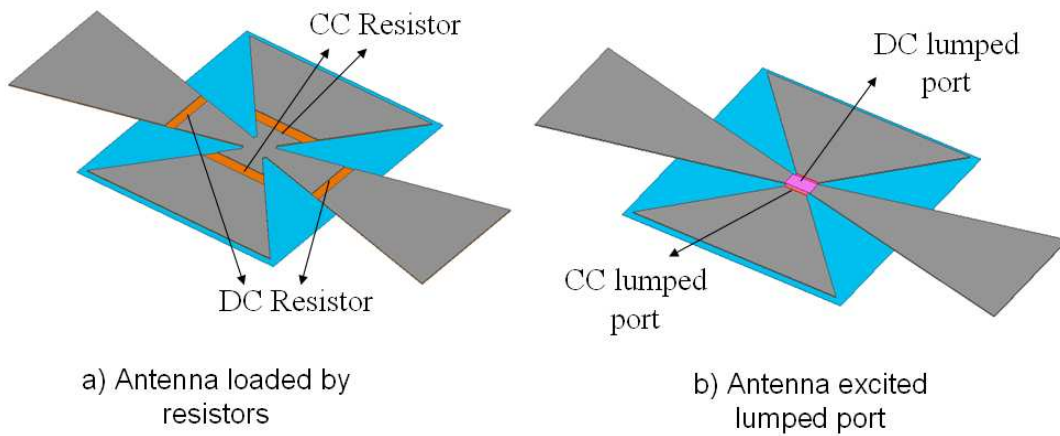 CC Resistor
DC Resistor
a) Antenna loaded by
resistors
DC lumped
port
CC lumped
port
b) Antenna excited
lumped port